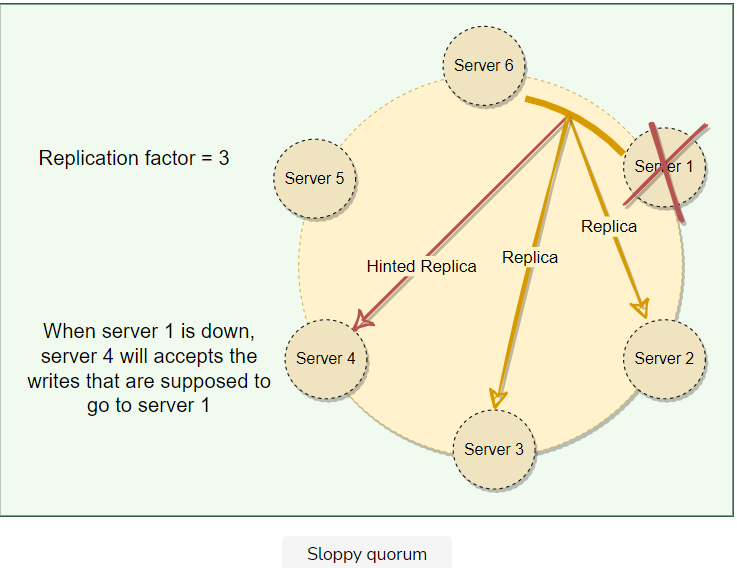 Server 6
Replication factor = 3
Server 1
Server 5
Replica
Replica
Hinted Replica
When server 1 is down,
server 4 will accepts the
writes that are supposed to
go to server 1
Server 4
Server 2
Server 3
Sloppy quorum